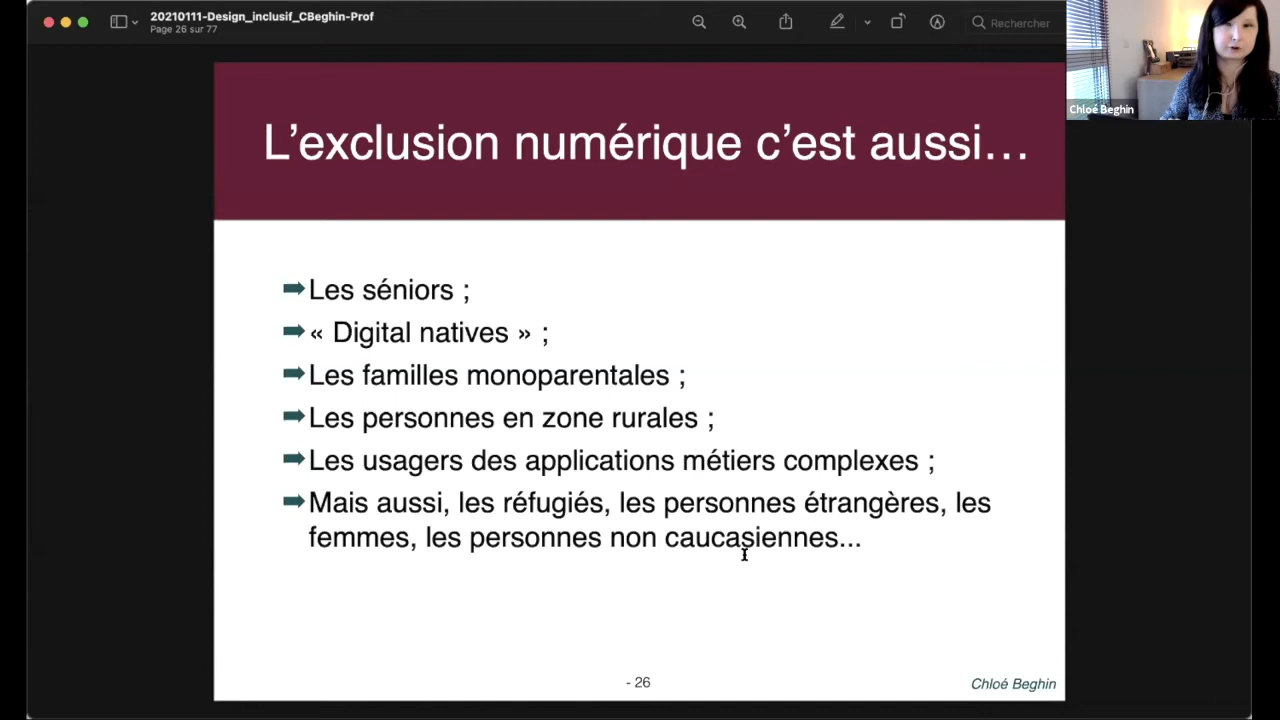 20210111-Design_inclusif_CBeghin-Prof
Page 26 sur 77
Rechercher
Chloé Beghin
L’exclusion numérique c’est aussi…
Les séniors ;
« Digital natives » ;
Les familles monoparentales ;
Les personnes en zone rurales ;
Les usagers des applications métiers complexes ;
Mais aussi, les réfugiés, les personnes étrangères, les
femmes, les personnes non caucasiennes...
- 26
Chloé Beghin